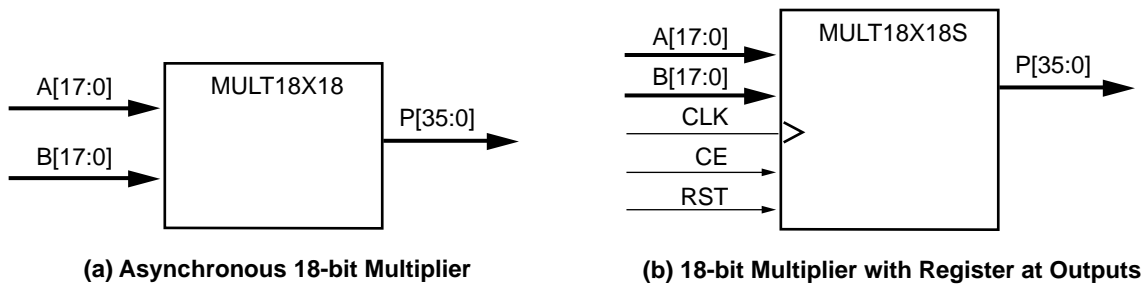 MULT18X18
A[17:0]
B[17:0]
P[35:0]
(a) Asynchronous 18-bit Multiplier
MULT18X18S
A[17:0]
B[17:0]
CLK
CE
RST
P[35:0]
(b) 18-bit Multiplier with Register at Outputs